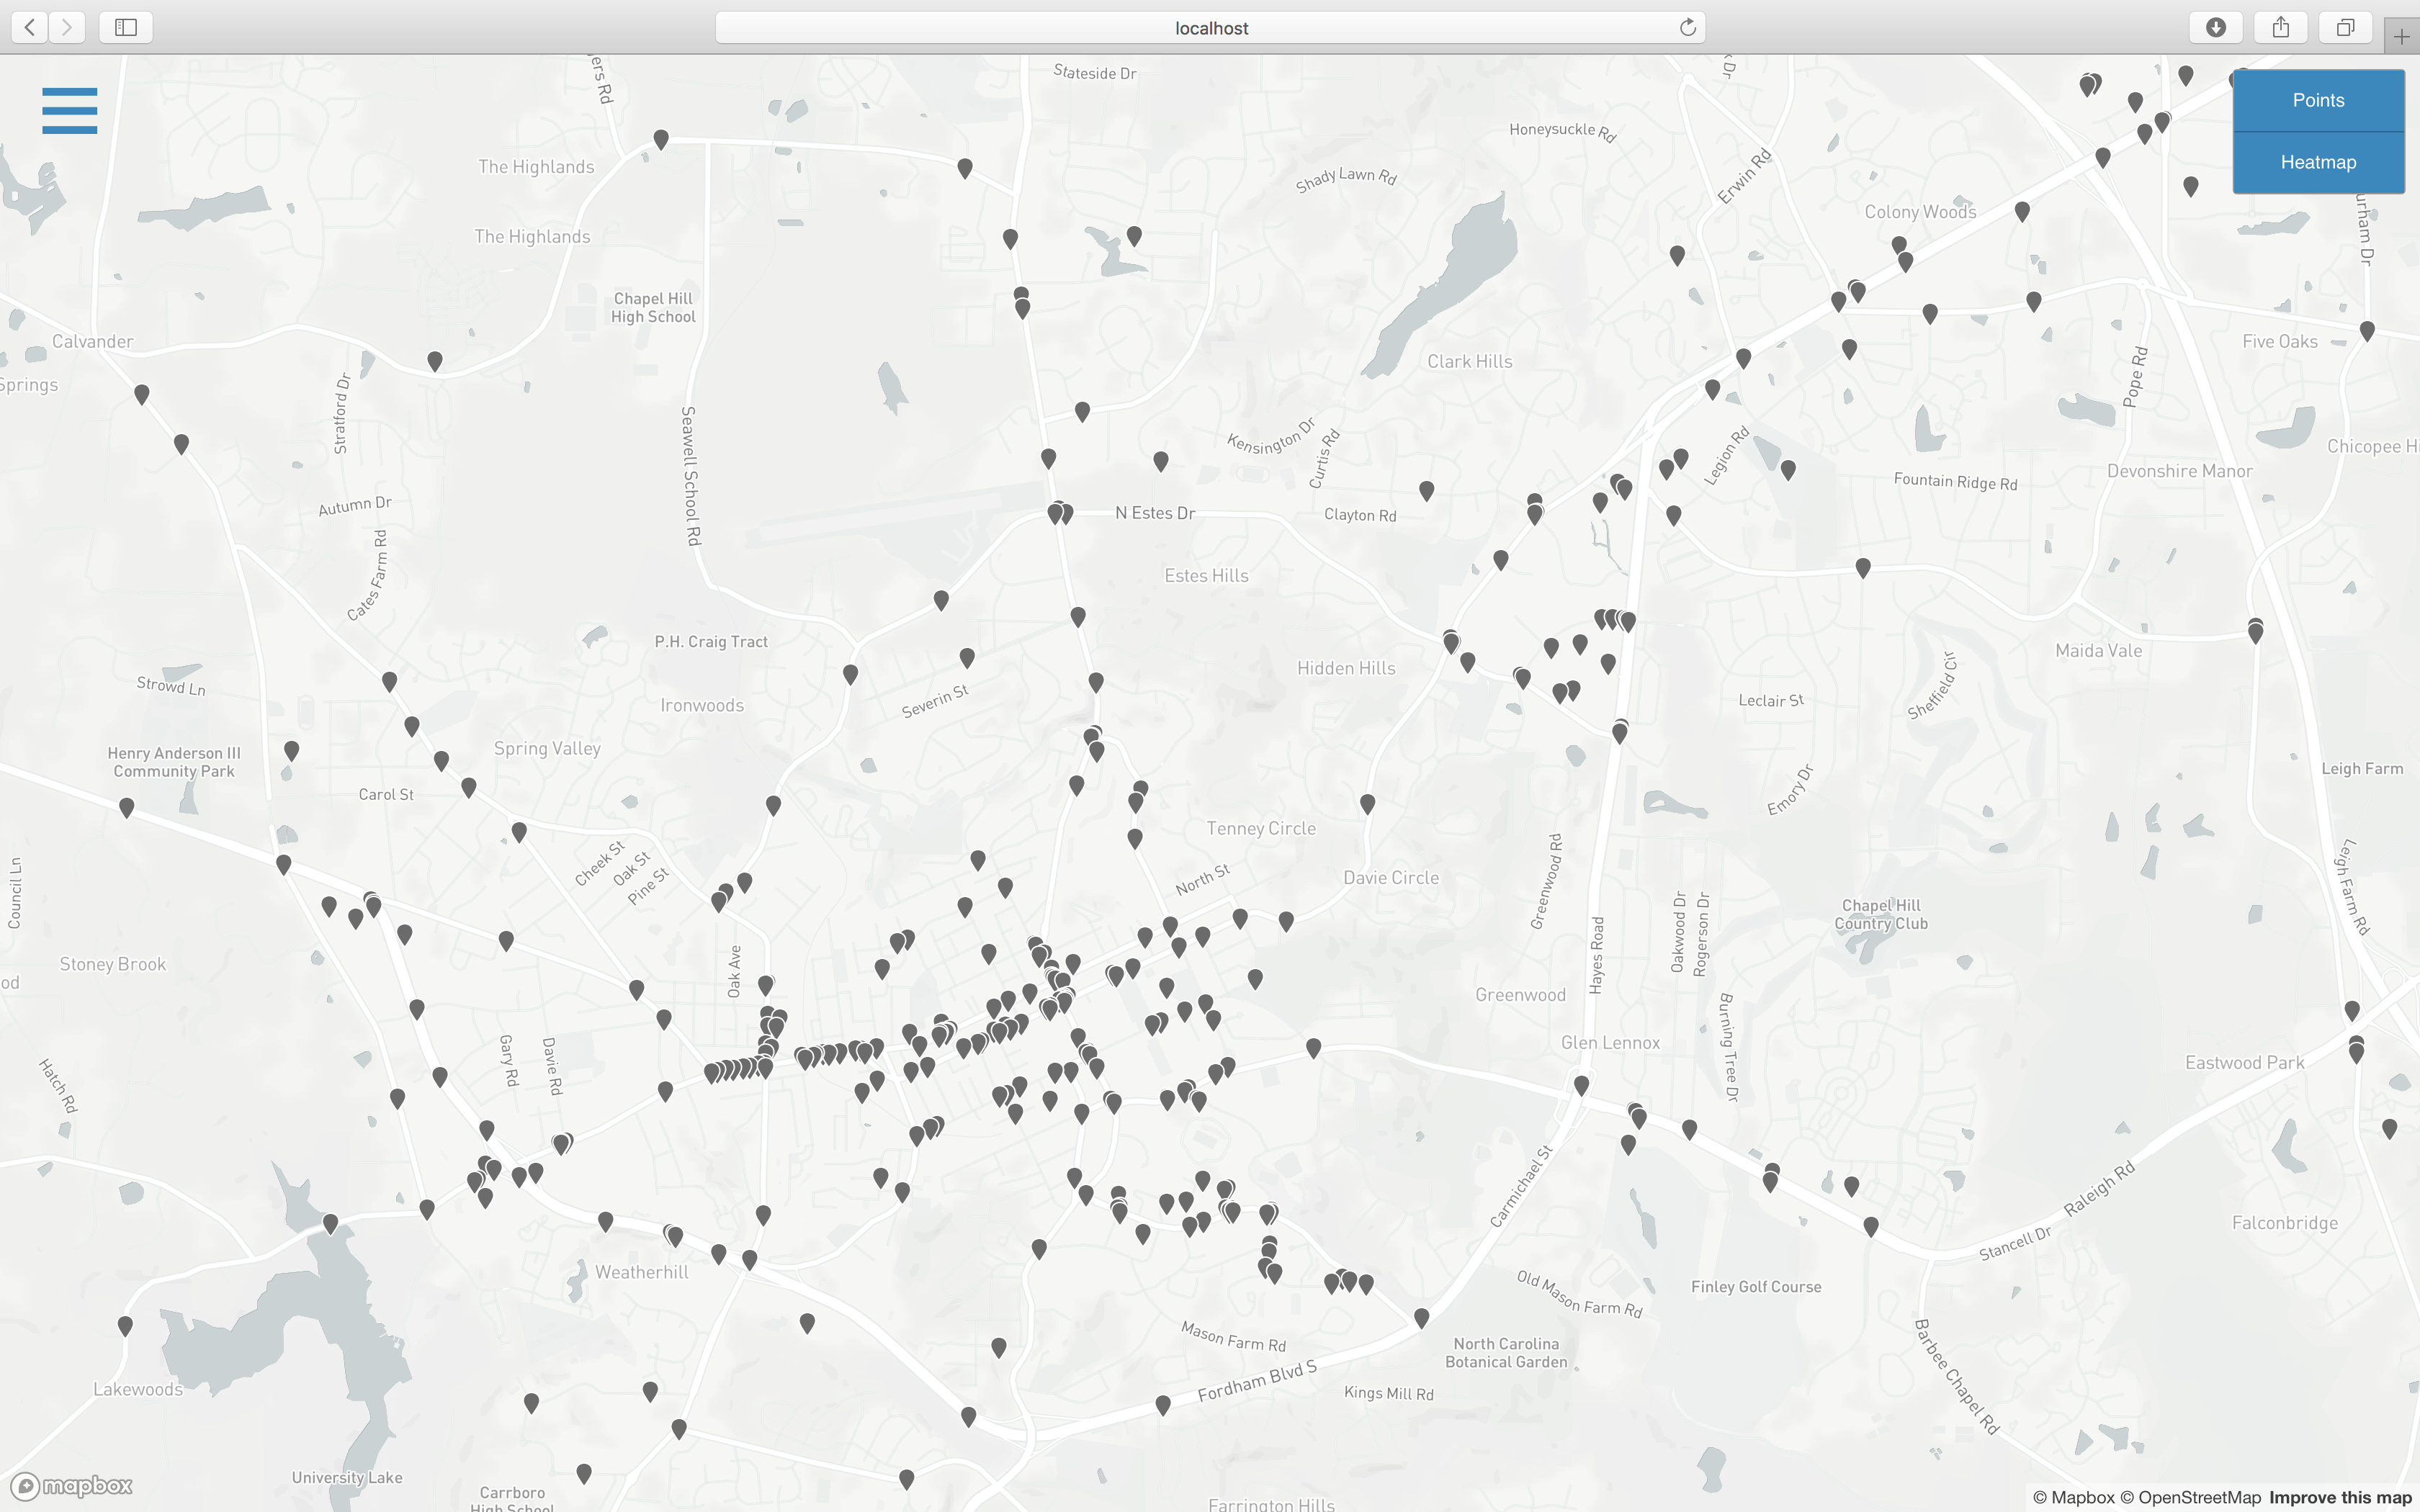 localhost
Stateside Dr
ers Rd
Dr
Points
Heatmap
Honeysuckle Rd
Erwin Rd
The Highlands
Shady Lawn Rd
Colony Woods
The Highlands
urham Dr
Chapel Hill
High School
Calvander
Clark Hills
Five Oaks
Springs
Stratford Dr
Pope Rd
Seawell School Rd
Kensington Dr
Curtis Rd
Legion Rd
Chicopee Hi
Devonshire Manor
Fountain Ridge Rd
Autumn Dr
N Estes Dr
Clayton Rd
Cates Farm Rd
Estes Hills
P.H. Craig Tract
Maida Vale
Hidden Hills
Strowd Ln
Severin St
Ironwoods
Leclair St
Sheffield Cir
Spring Valley
Henry Anderson III
Community Park
Leigh Farm
Carol St
Emory Dr
Tenney Circle
Cheek St
Oak St
Pine St
North St
Davie Circle
Greenwood Rd
Council Ln
Leigh Farm Rd
Chapel Hill
Country Club
Oakwood Dr
Rogerson Dr
Hayes Road
Stoney Brook
Oak Ave
od
Greenwood
Burning Tree Dr
Glen Lennox
Gary Rd
Davie Rd
Hatch Rd
Eastwood Park
Carmichael St
Raleigh Rd
Falconbridge
Stancell Dr
Weatherhill
Old Mason Farm Rd
Finley Golf Course
Mason Farm Rd
North Carolina
Botanical Garden
Barbee Chapel Rd
Lakewoods
Fordham Blvd S
Kings Mill Rd
University Lake
Carrboro
High School
Farrington Hills
mapbox
© Mapbox © OpenStreetMap Improve this map